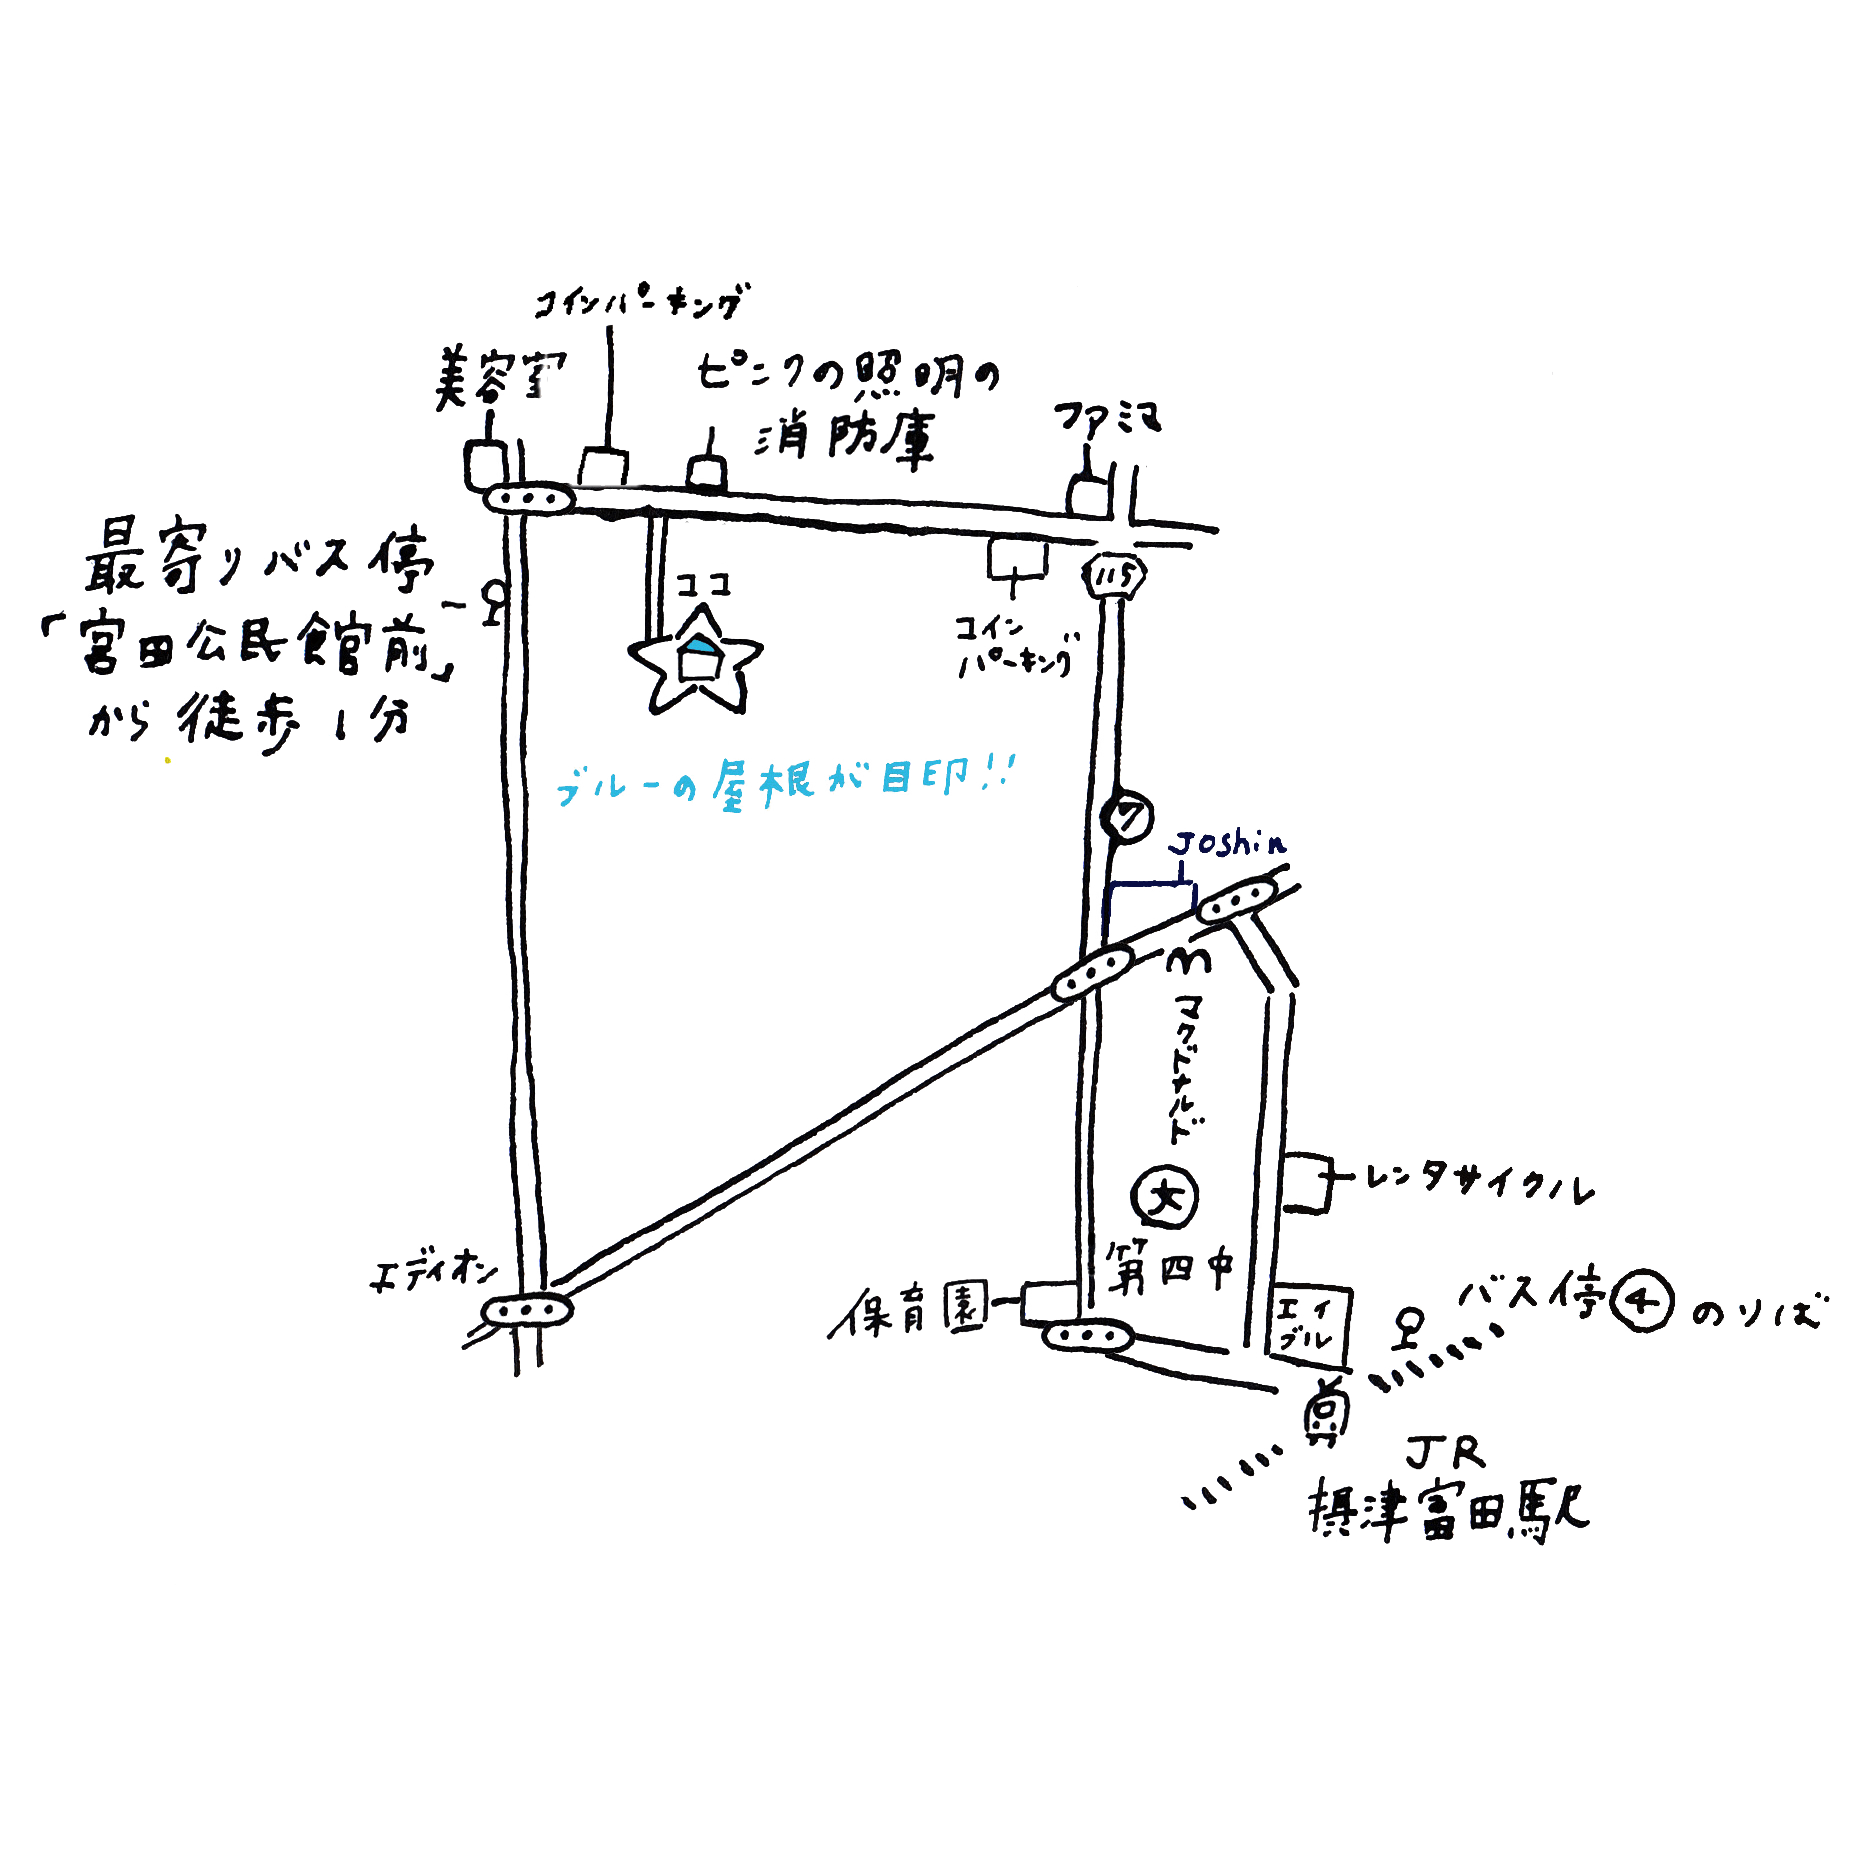 コインパーキング
美容室
ピンクの照明の
消防庫
ファミマ
最寄りバス停
「宮田公民館前」
から徒歩1分
ココ
115
コイン
パーキング
ブルーの屋根が目印!!
7
Joshin
m
マクドナルド
文
第四中
レンタサイクル
エディオン
保育園
エイ
ブル
バス停④のりば
JR
摂津富田駅